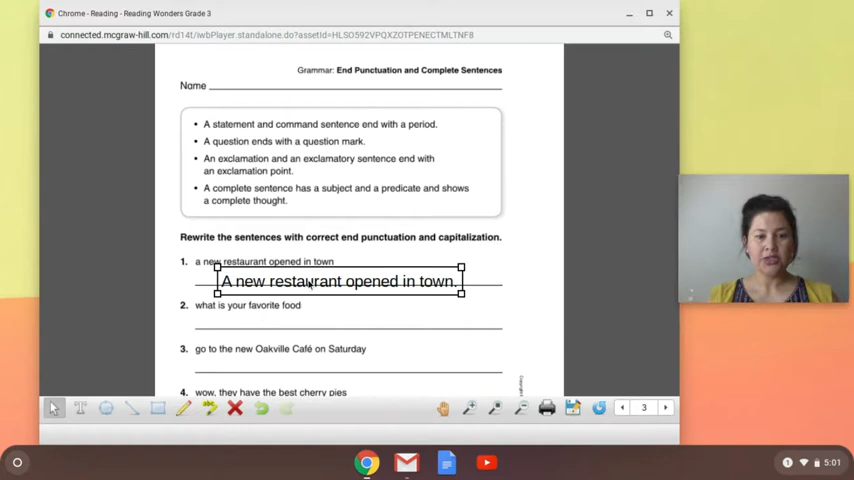 Chrome - Reading - Reading Wonders Grade 3
connected.mcgraw-hill.com/rd14t/iwbPlayer.standalone.do?assetId=HLSO592VPQXZOTPENECTMLTNF8
Grammar: End Punctuation and Complete Sentences
Name
• A statement and command sentence end with a period.
• A question ends with a question mark.
• An exclamation and an exclamatory sentence end with
an exclamation point.
• A complete sentence has a subject and a predicate and shows
a complete thought.
Rewrite the sentences with correct end punctuation and capitalization.
1. a new restaurant opened in town
A new restaurant opened in town.
2. what is your favorite food
3. go to the new Oakville Café on Saturday
4. wow, they have the best cherry pies
Copyright
3
1 5:01